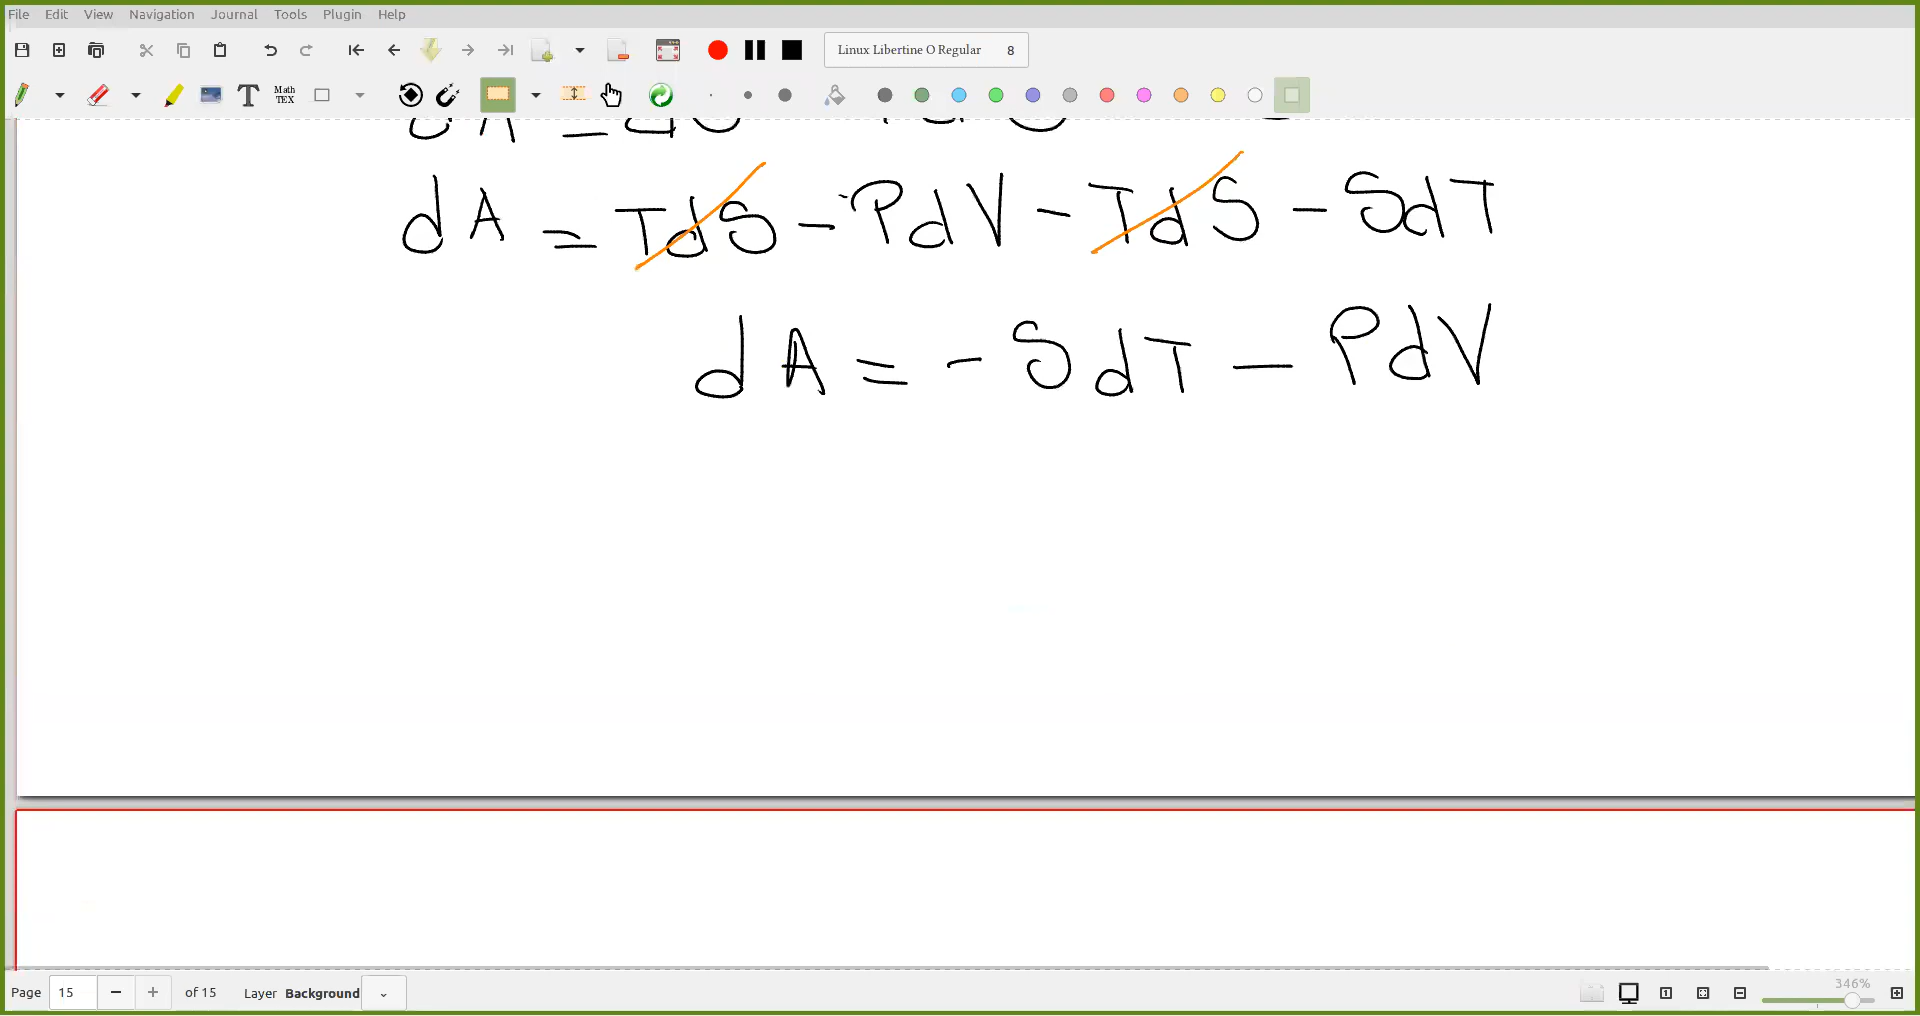 File Edit View Navigation Journal Tools Plugin Help
Linux Libertine O Regular 8
Math TEX
dA = TdS - PdV - TdS - SdT
dA = - SdT - PdV
346%
Page 15 of 15 Layer Background